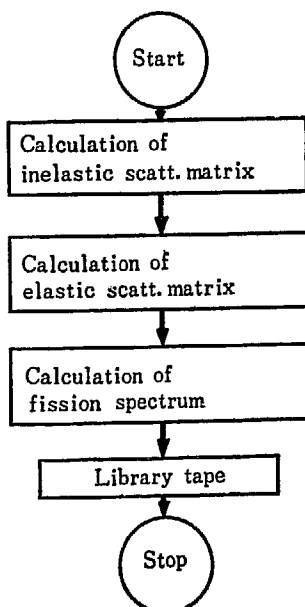 Start
Calculation of
inelastic scatt. matrix
Calculation of
elastic scatt. matrix
Calculation of
fission spectrum
Library tape
Stop